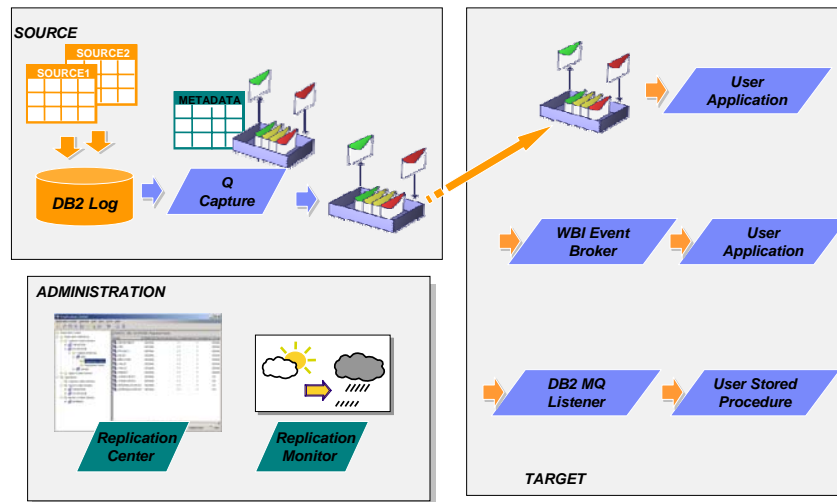 SOURCE
SOURCE2
SOURCE1
METADATA
DB2 Log
Q
Capture
ADMINISTRATION
Replication
Center
Replication
Monitor
User
Application
WBI Event
Broker
User
Application
DB2 MQ
Listener
User Stored
Procedure
TARGET